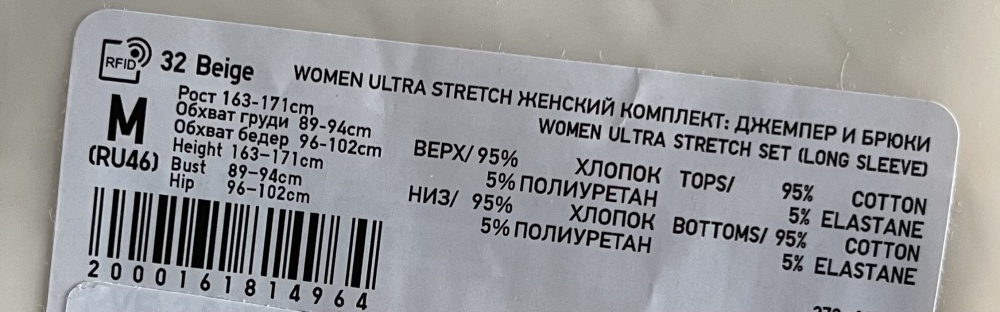 RFID 32 Beige
M
(RU46)
Рост 163-171cm
Обхват груди 89-94cm
Обхват бедер 96-102cm
Height 163-171cm
Bust 89-94cm
Hip 96-102cm
2000161814964
WOMEN ULTRA STRETCH ЖЕНСКИЙ КОМПЛЕКТ: ДЖЕМПЕР И БРЮКИ
WOMEN ULTRA STRETCH SET (LONG SLEEVE)
ВЕРХ/ 95% ХЛОПОК
5% ПОЛИУРЕТАН
НИЗ/ 95% ХЛОПОК
5% ПОЛИУРЕТАН
TOPS/ 95% COTTON
5% ELASTANE
BOTTOMS/ 95% COTTON
5% ELASTANE